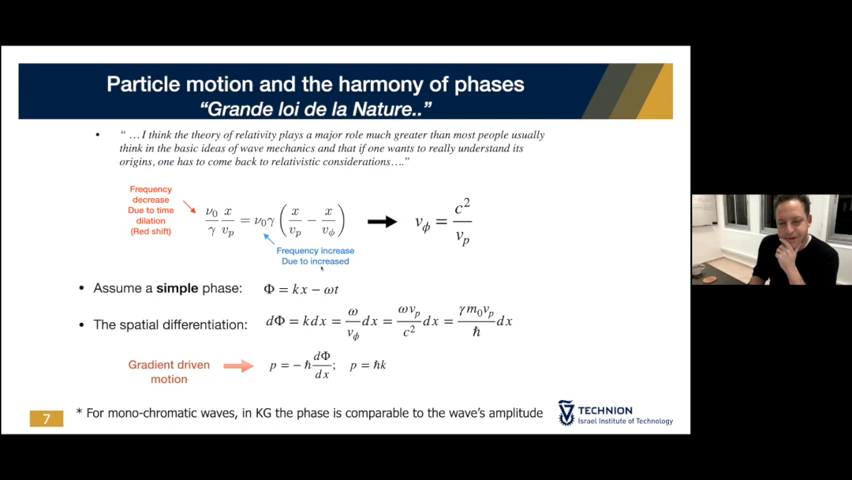 Particle motion and the harmony of phases
“Grande loi de la Nature..”
• “ …I think the theory of relativity plays a major role much greater than most people usually
think in the basic ideas of wave mechanics and that if one wants to really understand its
origins, one has to come back to relativistic considerations….”
Frequency
decrease
Due to time
dilation
(Red shift)
ν₀/γ x/vₚ = ν₀γ (x/vₚ − x/v_ϕ)
v_ϕ = c²/vₚ
Frequency increase
Due to increased
• Assume a simple phase: Φ = kx − ωt
• The spatial differentiation: dΦ = kdx = ω/v_ϕ dx = ωvₚ/c² dx = γm₀vₚ/ℏ dx
Gradient driven
motion
p = − ℏ dΦ/dx; p = ℏk
* For mono-chromatic waves, in KG the phase is comparable to the wave’s amplitude
7
TECHNION
Israel Institute of Technology